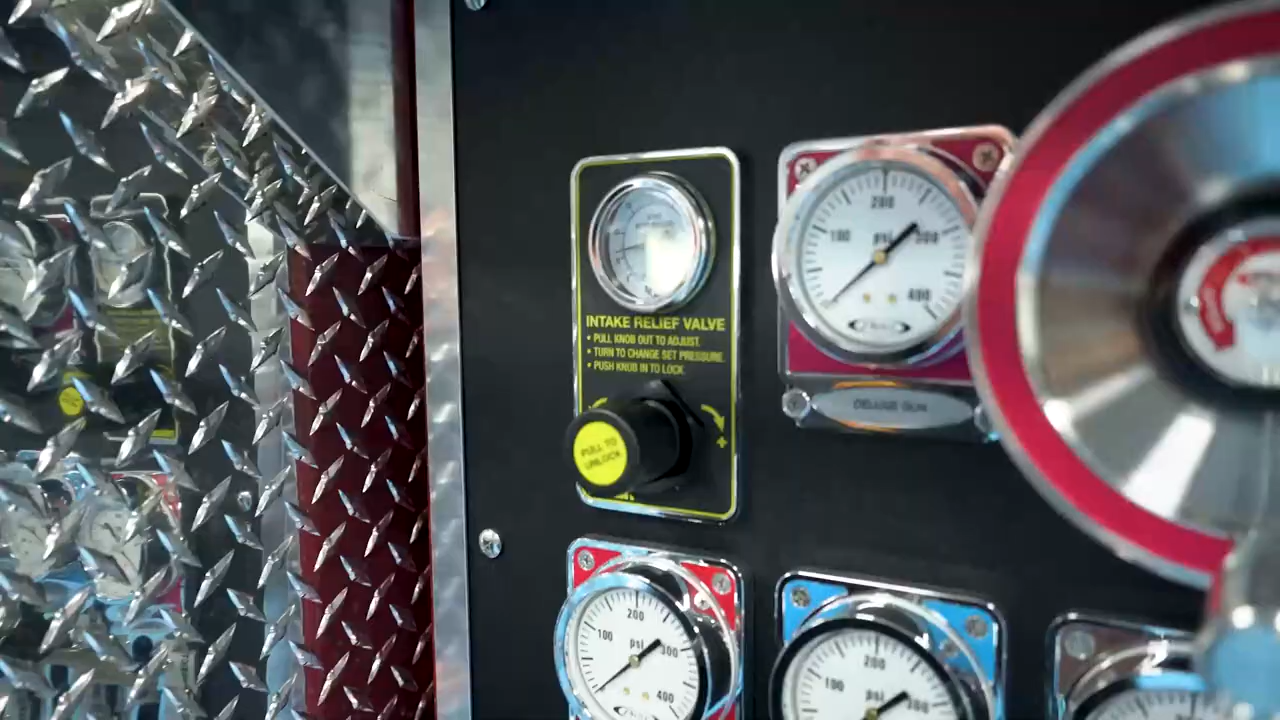 INTAKE RELIEF VALVE
• PULL KNOB OUT TO ADJUST.
• TURN TO CHANGE SET PRESSURE.
• PUSH KNOB IN TO LOCK.
PULL TO
UNLOCK
+
200
100 psi 300
400
DELUGE GUN
200
100 psi 300
400
200
100 psi 300